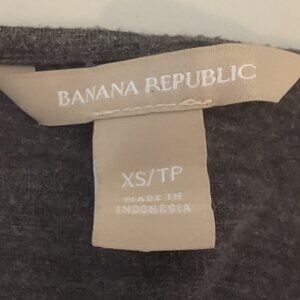 BANANA REPUBLIC
XS/TP
MADE IN
INDONESIA